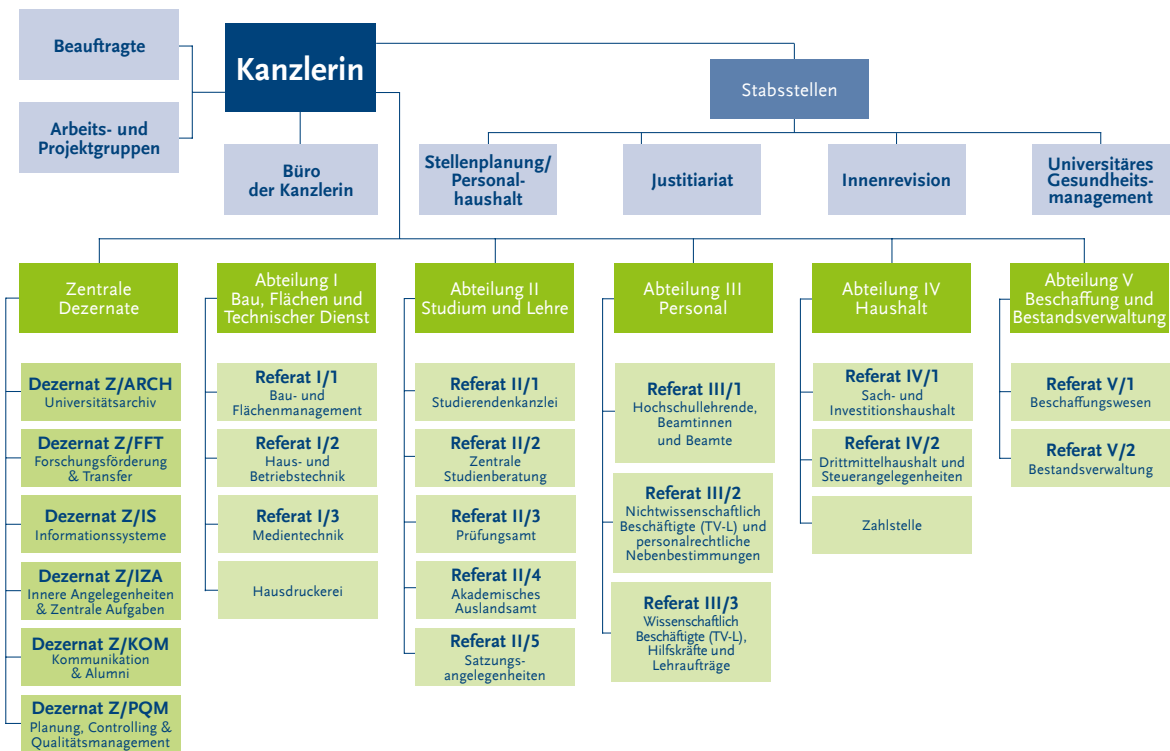 Beauftragte
Kanzlerin
Stabsstellen
Arbeits- und
Projektgruppen
Büro
der Kanzlerin
Stellenplanung/
Personal-
haushalt
Justitiariat
Innenrevision
Universitäres
Gesundheits-
management
Zentrale
Dezernate
Dezernat Z/ARCH
Universitätsarchiv
Dezernat Z/FFT
Forschungsförderung
& Transfer
Dezernat Z/IS
Informationssysteme
Dezernat Z/IZA
Innere Angelegenheiten
& Zentrale Aufgaben
Dezernat Z/KOM
Kommunikation
& Alumni
Dezernat Z/PQM
Planung, Controlling &
Qualitätsmanagement
Abteilung I
Bau, Flächen und
Technischer Dienst
Referat I/1
Bau- und
Flächenmanagement
Referat I/2
Haus- und
Betriebstechnik
Referat I/3
Medientechnik
Hausdruckerei
Abteilung II
Studium und Lehre
Referat II/1
Studierendenkanzlei
Referat II/2
Zentrale
Studienberatung
Referat II/3
Prüfungsamt
Referat II/4
Akademisches
Auslandsamt
Referat II/5
Satzungs-
angelegenheiten
Abteilung III
Personal
Referat III/1
Hochschullehrende,
Beamtinnen
und Beamte
Referat III/2
Nichtwissenschaftlich
Beschäftigte (TV-L) und
personalrechtliche
Nebenbestimmungen
Referat III/3
Wissenschaftlich
Beschäftigte (TV-L),
Hilfskräfte und
Lehraufträge
Abteilung IV
Haushalt
Referat IV/1
Sach- und
Investitionshaushalt
Referat IV/2
Drittmittelhaushalt und
Steuerangelegenheiten
Zahlstelle
Abteilung V
Beschaffung und
Bestandsverwaltung
Referat V/1
Beschaffungswesen
Referat V/2
Bestandsverwaltung